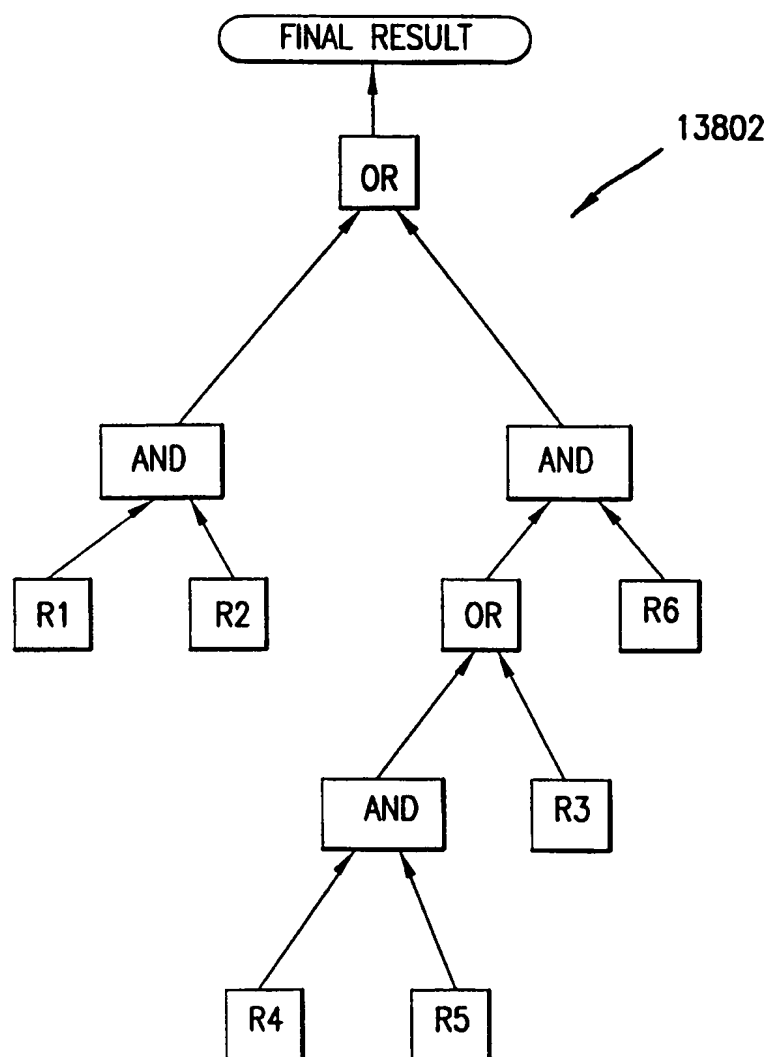 FINAL RESULT
13802
OR
AND
AND
R1
R2
OR
R6
AND
R3
R4
R5